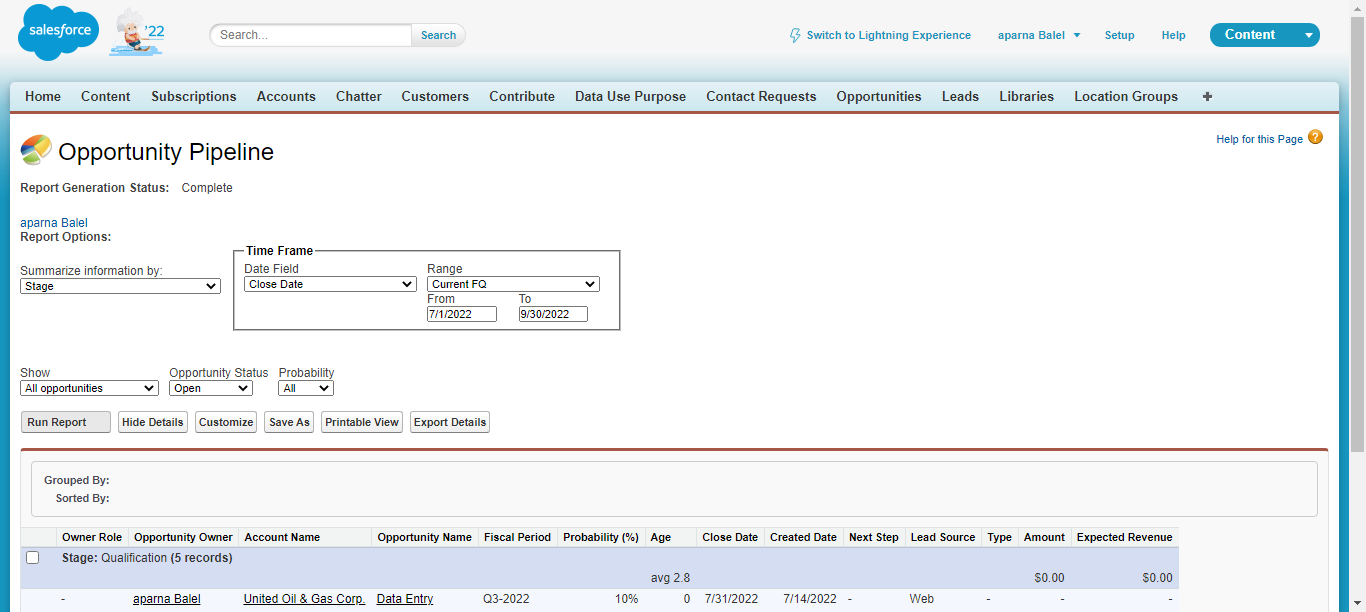 salesforce '22 Search... Search Switch to Lightning Experience aparna Balel Setup Help Content
Home Content Subscriptions Accounts Chatter Customers Contribute Data Use Purpose Contact Requests Opportunities Leads Libraries Location Groups +
Help for this Page ?
Opportunity Pipeline
Report Generation Status: Complete
aparna Balel
Report Options:
Time Frame
Summarize information by: Date Field Range
Stage Close Date Current FQ
From To
7/1/2022 9/30/2022
Show Opportunity Status Probability
All opportunities Open All
Run Report Hide Details Customize Save As Printable View Export Details
Grouped By:
Sorted By:
Owner Role Opportunity Owner Account Name Opportunity Name Fiscal Period Probability (%) Age Close Date Created Date Next Step Lead Source Type Amount Expected Revenue
Stage: Qualification (5 records)
avg 2.8 $0.00 $0.00
- aparna Balel United Oil & Gas Corp. Data Entry Q3-2022 10% 0 7/31/2022 7/14/2022 - Web - - -